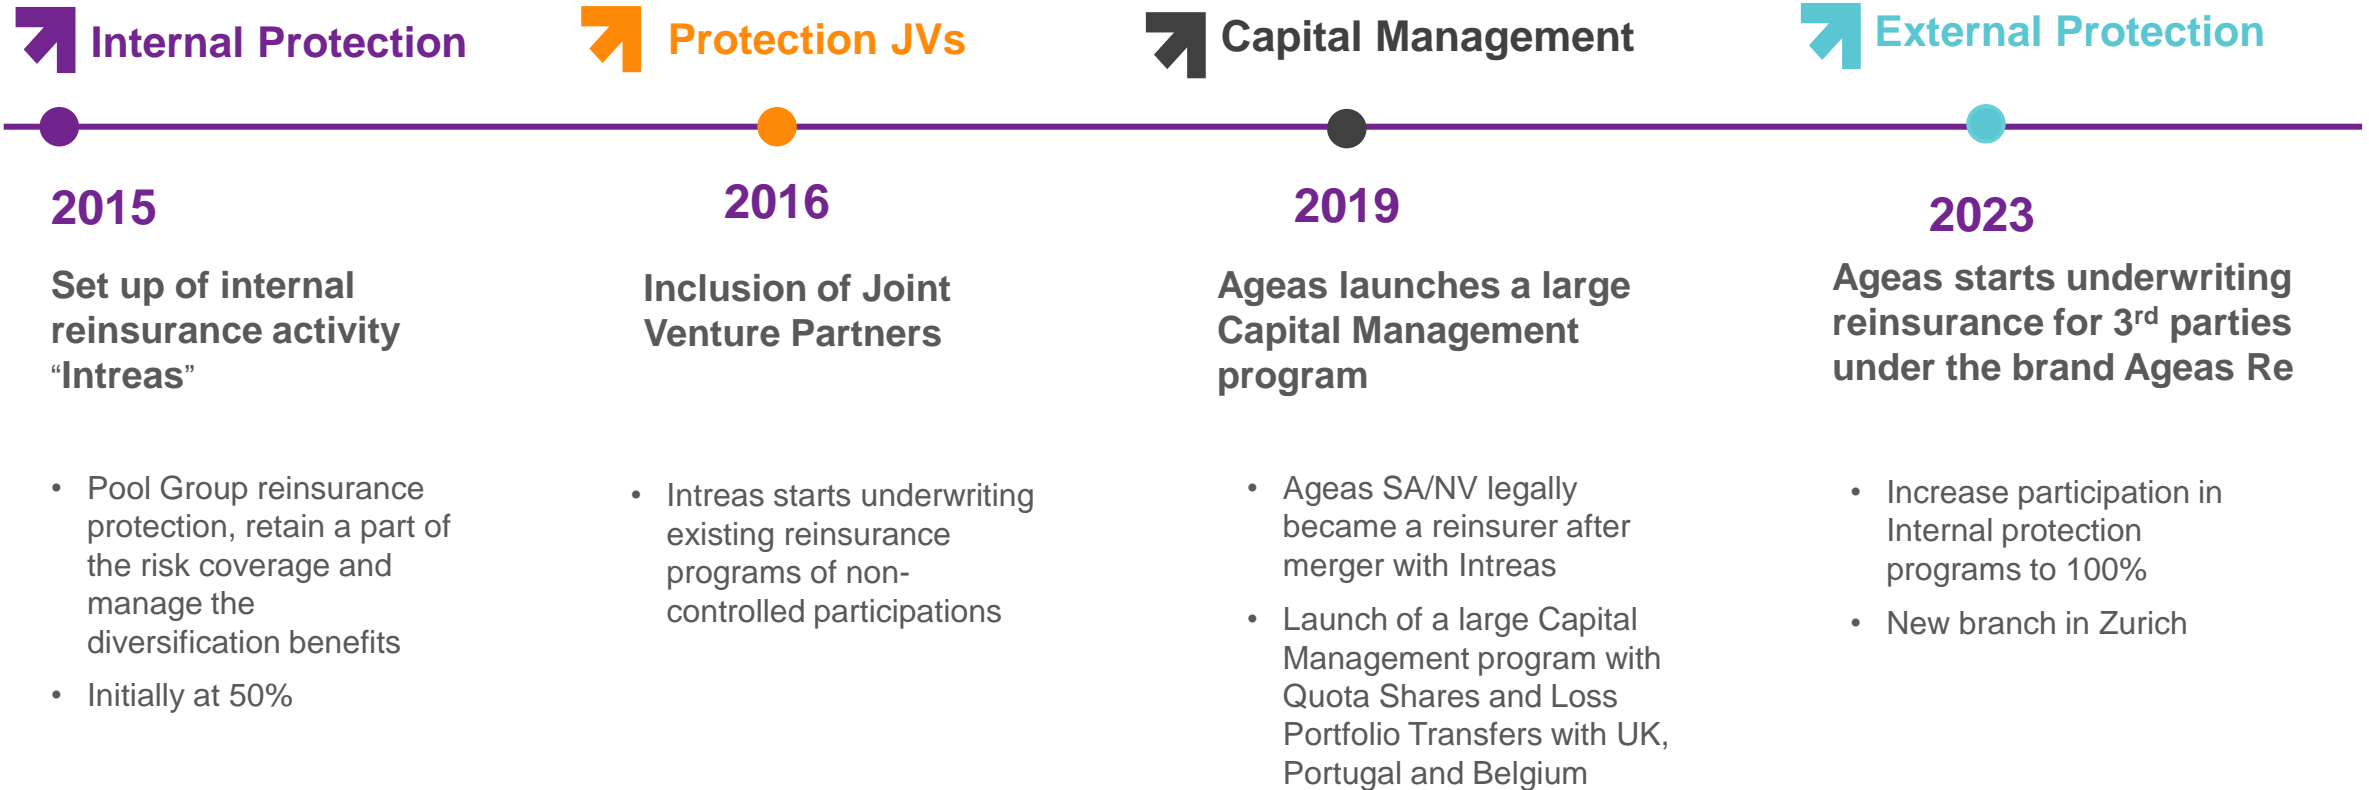 Internal Protection
2015
Set up of internal
reinsurance activity
“Intreas”
• Pool Group reinsurance
protection, retain a part of
the risk coverage and
manage the
diversification benefits
• Initially at 50%
Protection JVs
2016
Inclusion of Joint
Venture Partners
• Intreas starts underwriting
existing reinsurance
programs of non-
controlled participations
Capital Management
2019
Ageas launches a large
Capital Management
program
• Ageas SA/NV legally
became a reinsurer after
merger with Intreas
• Launch of a large Capital
Management program with
Quota Shares and Loss
Portfolio Transfers with UK,
Portugal and Belgium
External Protection
2023
Ageas starts underwriting
reinsurance for 3rd parties
under the brand Ageas Re
• Increase participation in
Internal protection
programs to 100%
• New branch in Zurich